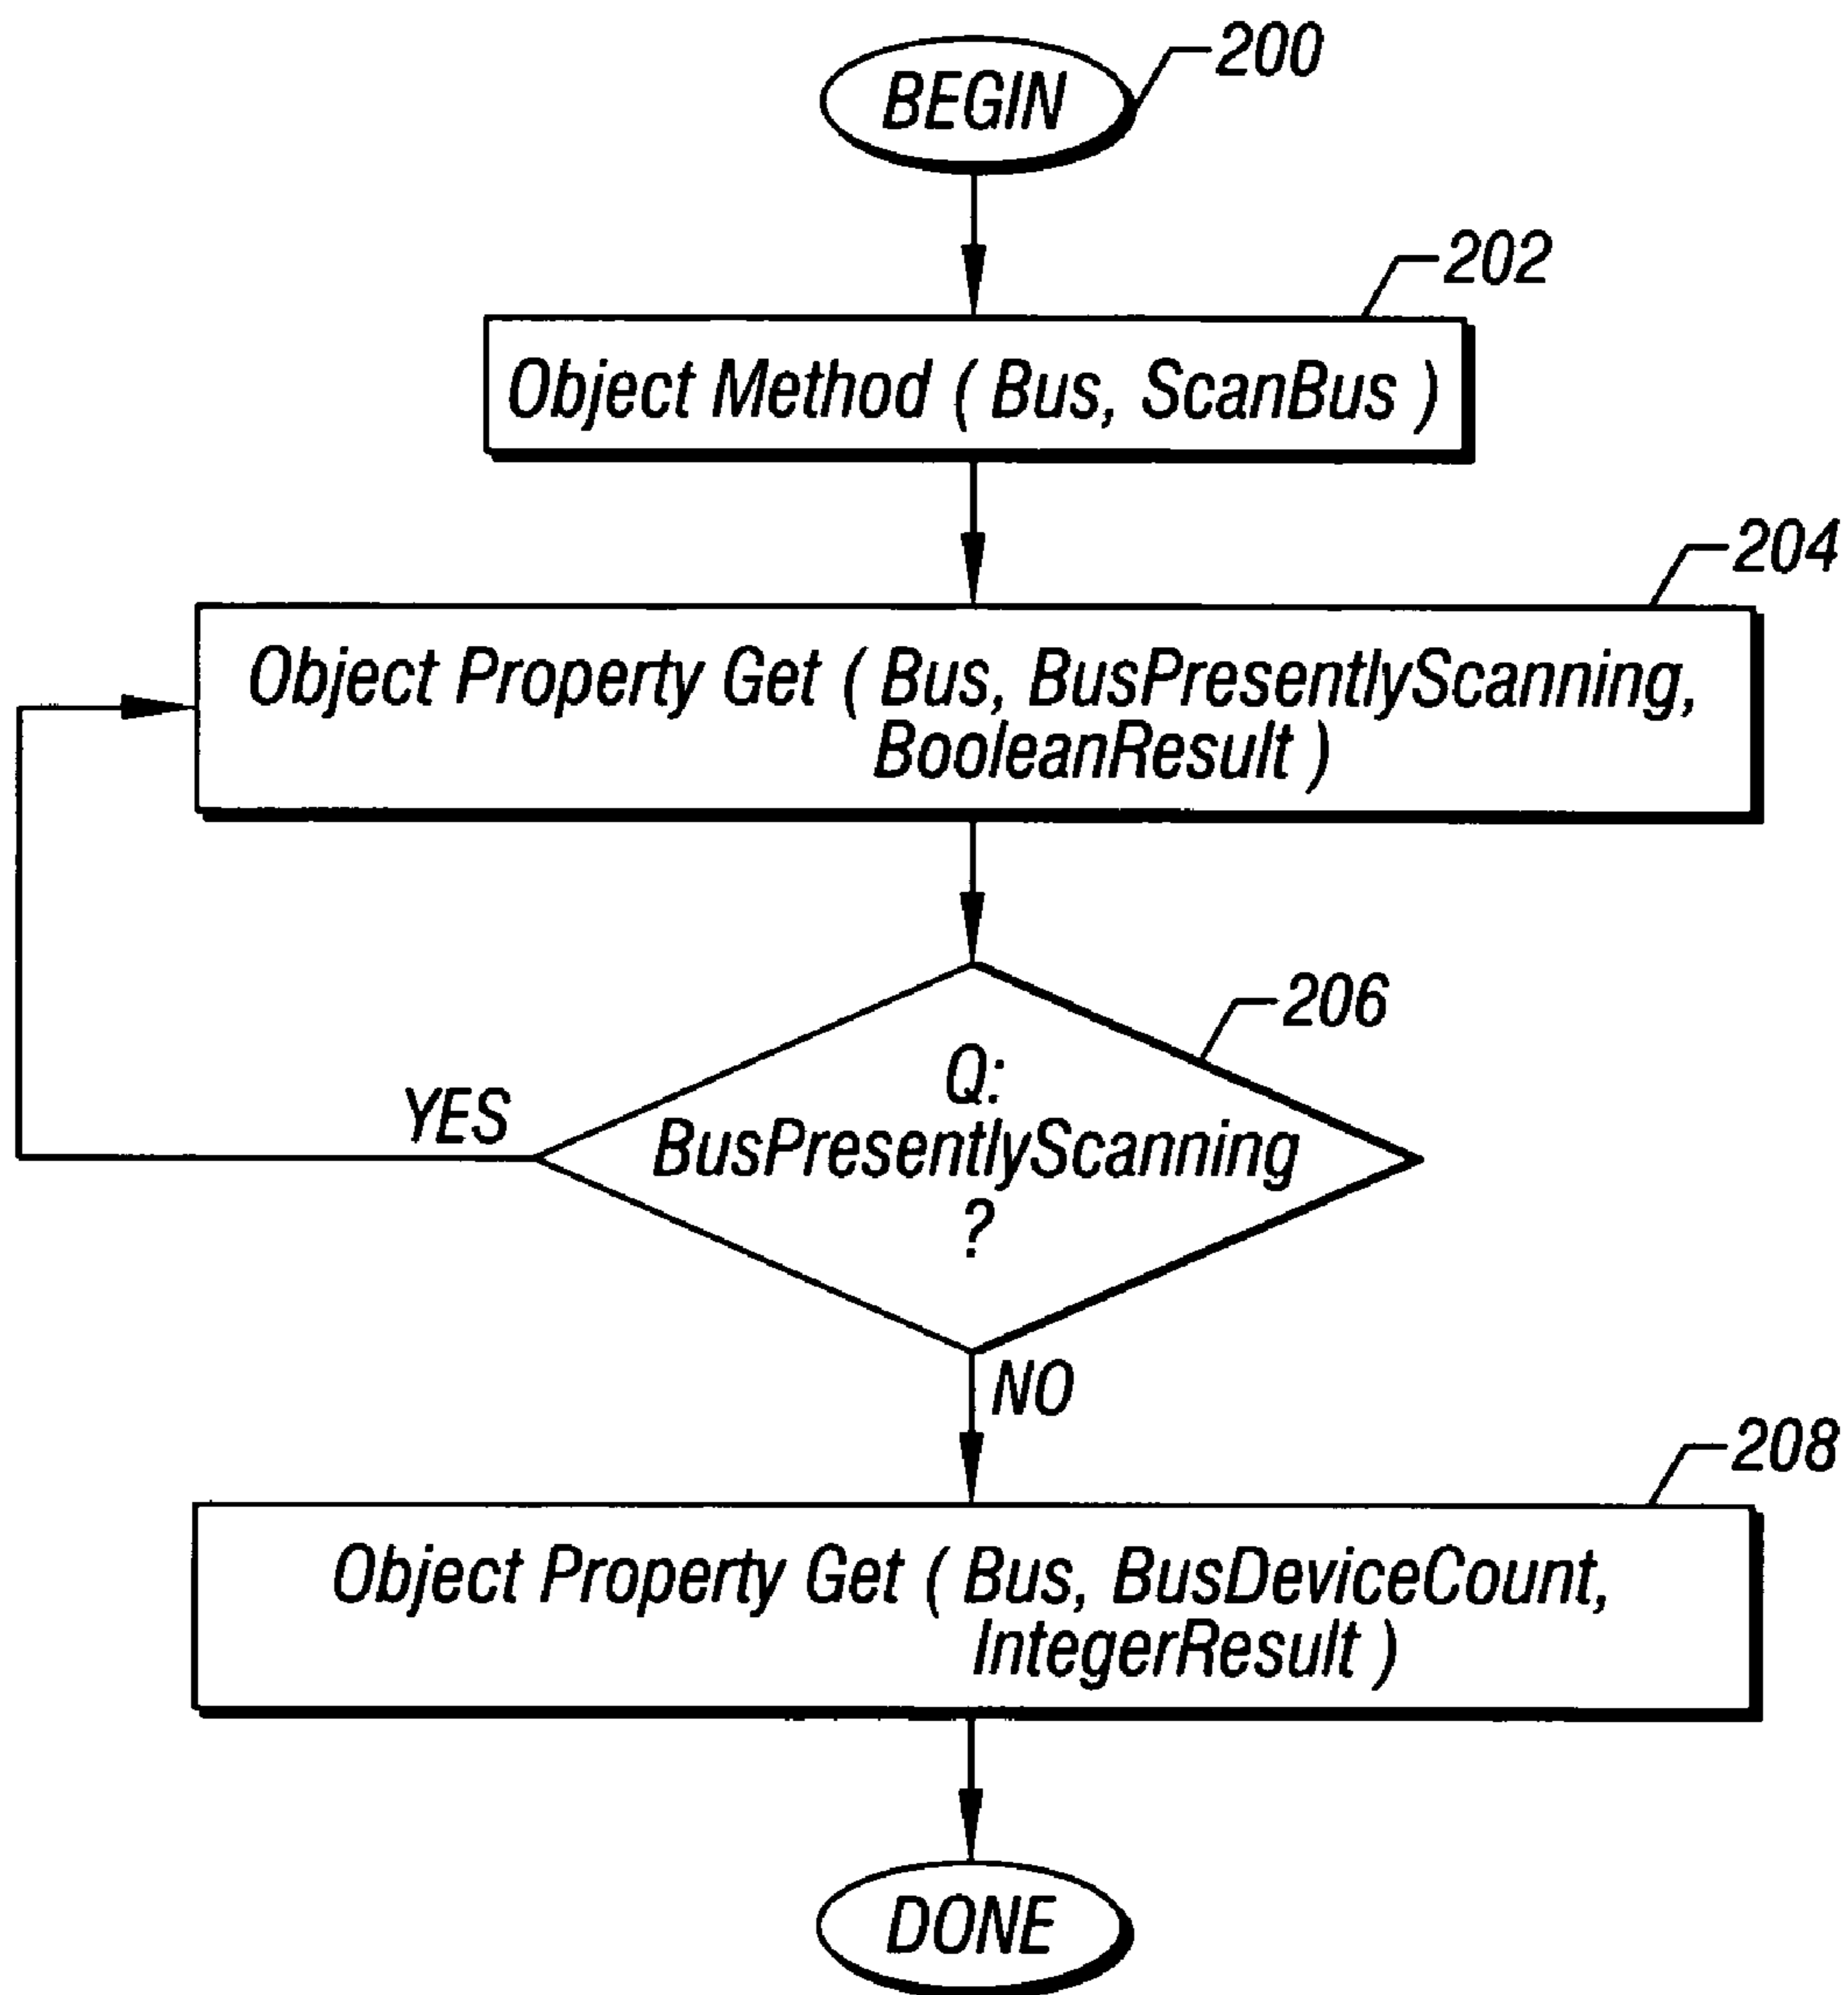 BEGIN
200
202
Object Method ( Bus, ScanBus )
204
Object Property Get ( Bus, BusPresentlyScanning,
BooleanResult )
206
Q:
BusPresentlyScanning
?
YES
NO
208
Object Property Get ( Bus, BusDeviceCount,
IntegerResult )
DONE